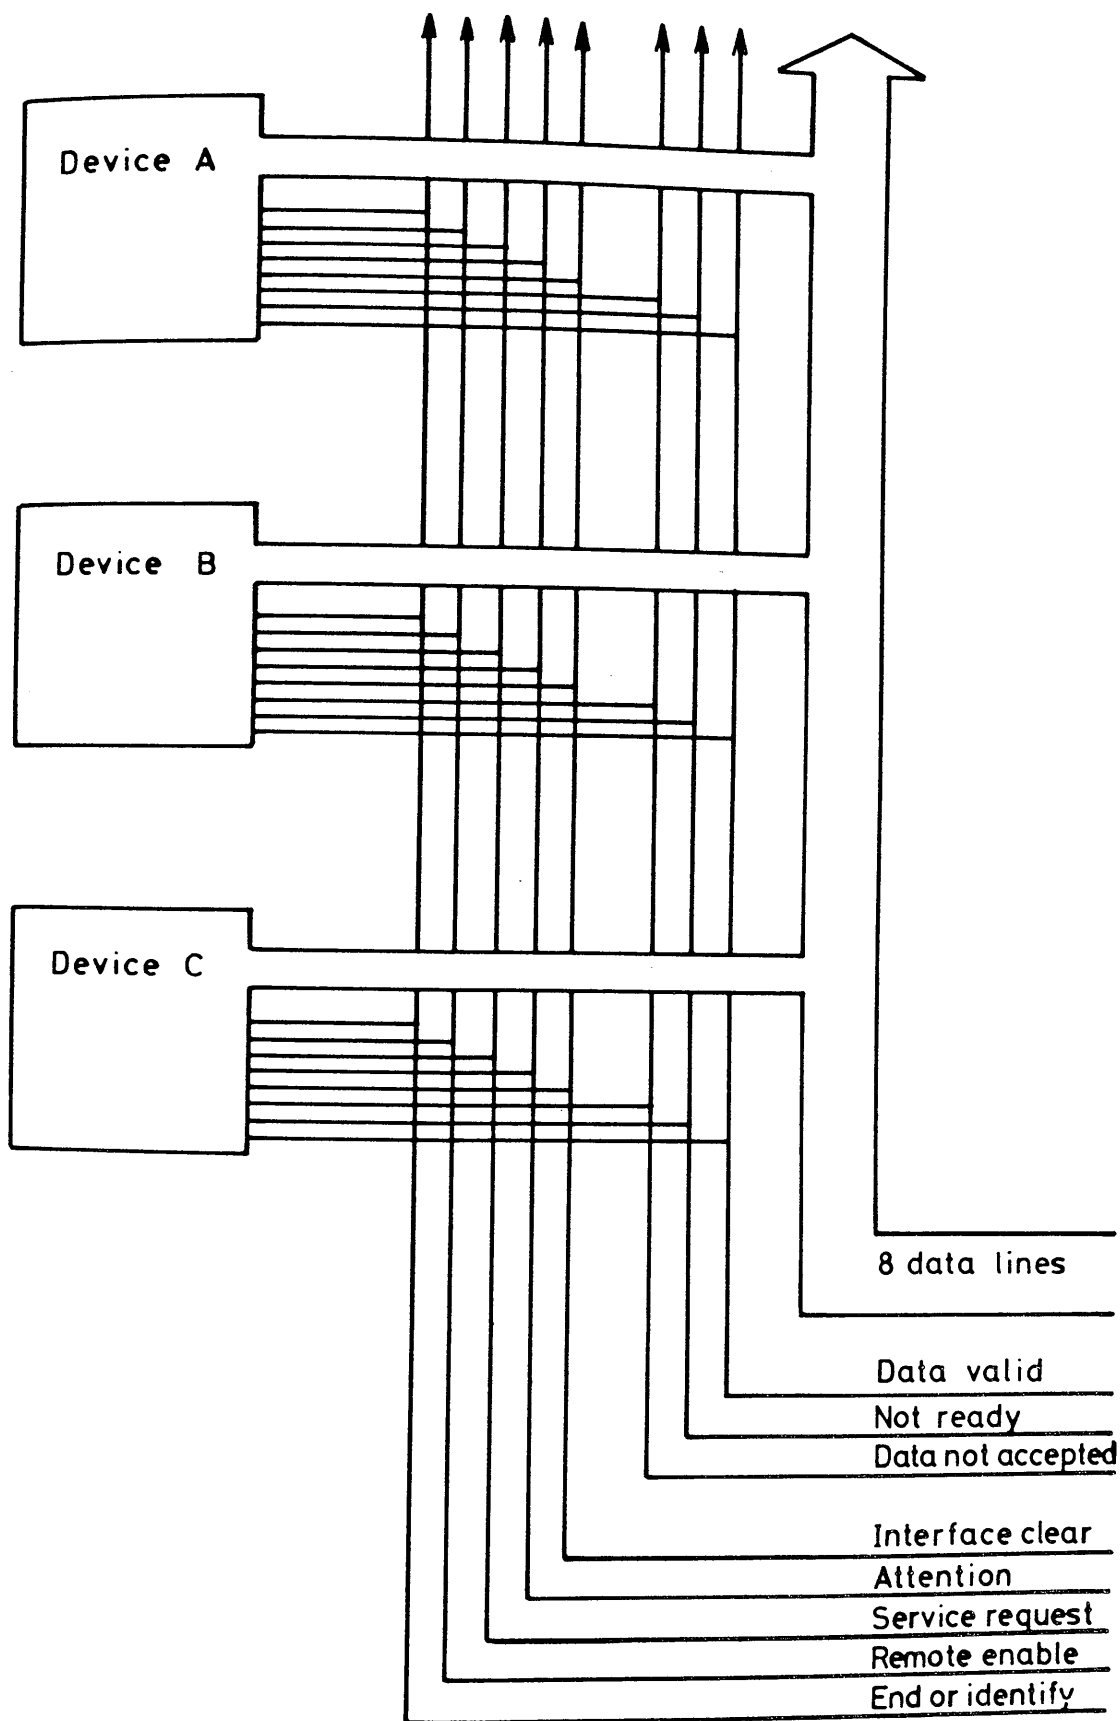 Device A
Device B
Device C
8 data lines
Data valid
Not ready
Data not accepted
Interface clear
Attention
Service request
Remote enable
End or identify